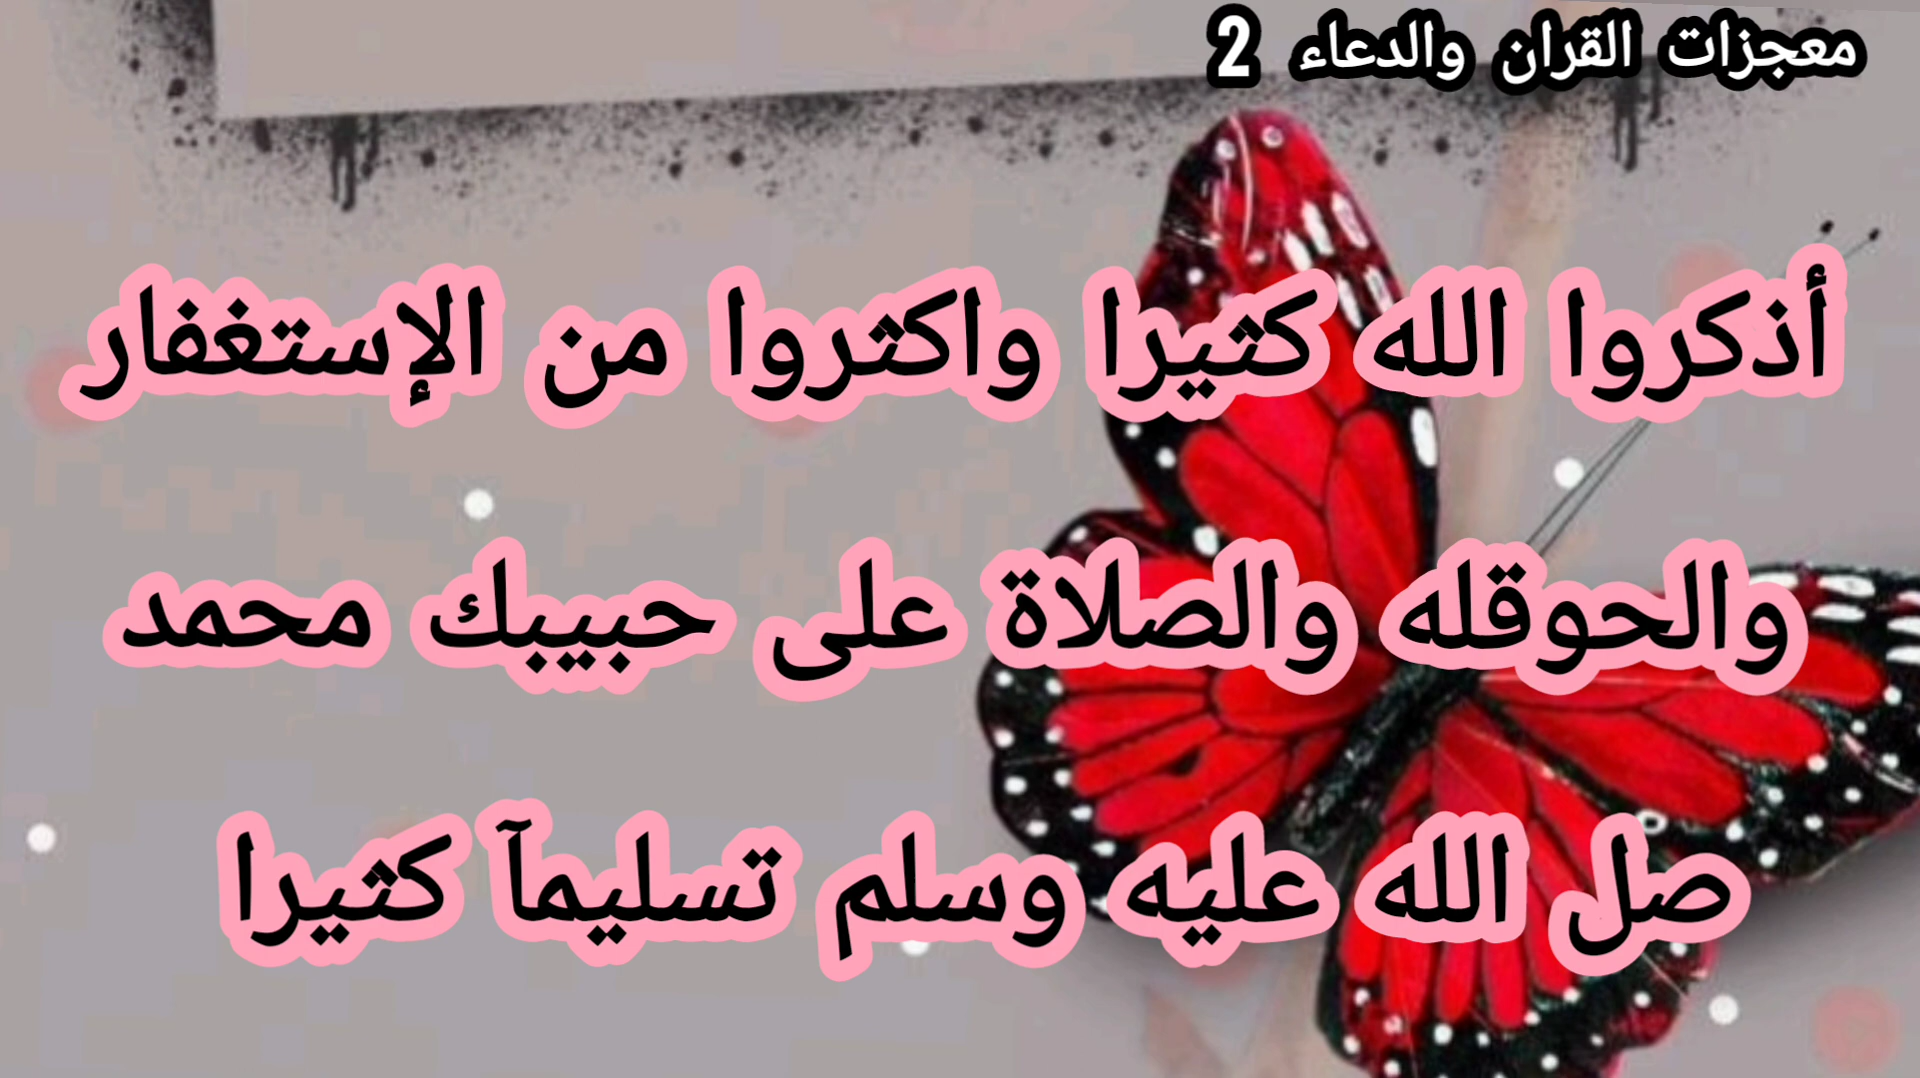 معجزات القران والدعاء 2
أذكروا الله كثيرا واكثروا من الإستغفار
والحوقله والصلاة على حبيبك محمد
صل الله عليه وسلم تسليمآ كثيرا